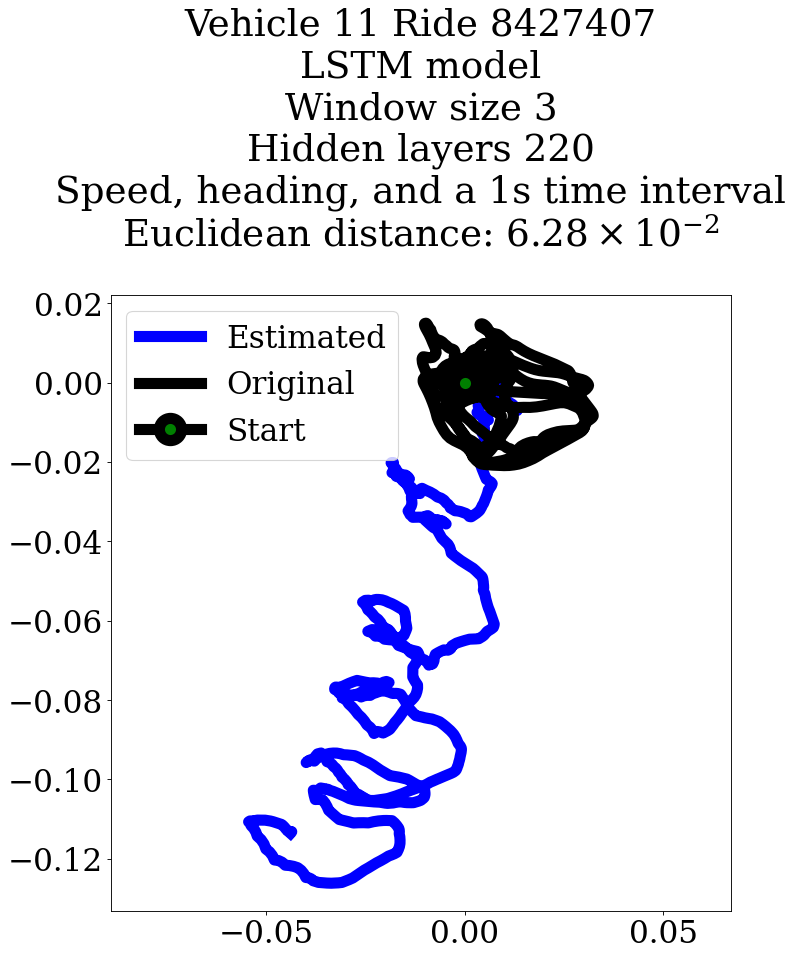 Vehicle 11 Ride 8427407
LSTM model
Window size 3
Hidden layers 220
Speed, heading, and a 1s time interval
Euclidean distance: 6.28 × 10⁻²
Estimated
Original
Start
0.02
0.00
−0.02
−0.04
−0.06
−0.08
−0.10
−0.12
−0.05
0.00
0.05